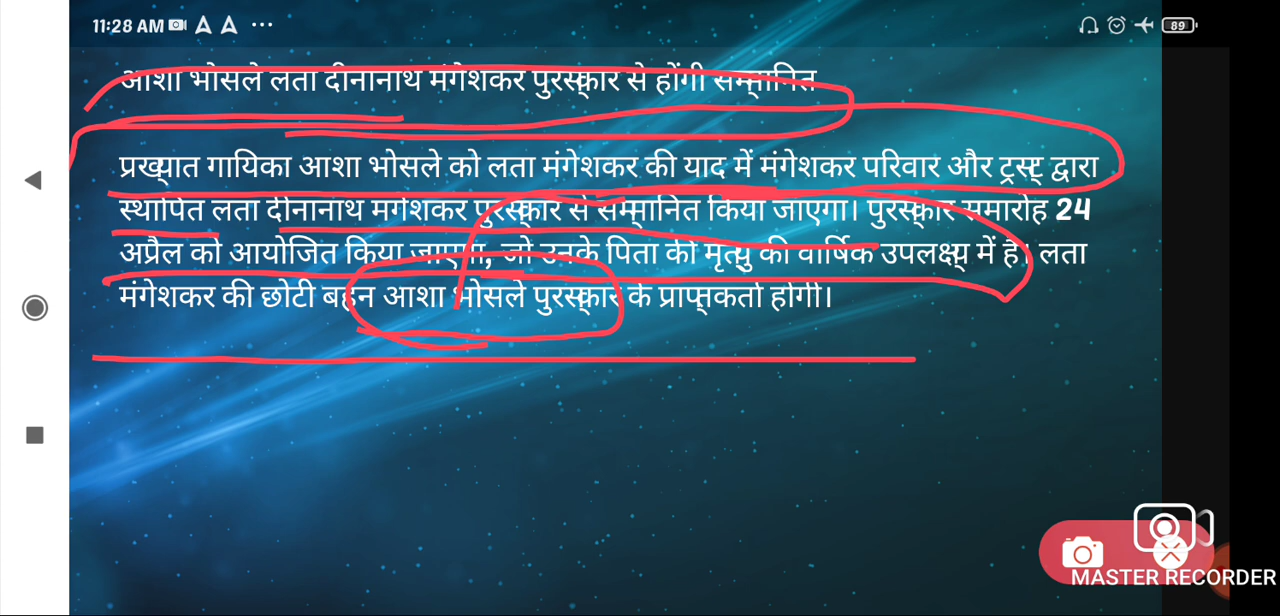 11:28 AM
89
आशा भोसले लता दीनानाथ मंगेशकर पुरस्कार से होंगी सम्मानित
प्रख्यात गायिका आशा भोसले को लता मंगेशकर की याद में मंगेशकर परिवार और ट्रस्ट द्वारा
स्थापित लता दीनानाथ मंगेशकर पुरस्कार से सम्मानित किया जाएगा। पुरस्कार समारोह 24
अप्रैल को आयोजित किया जाएगा, जो उनके पिता की मृत्यु की वार्षिक उपलक्ष्य में है। लता
मंगेशकर की छोटी बहन आशा भोसले पुरस्कार के प्राप्तकर्ता होंगी।
MASTER RECORDER